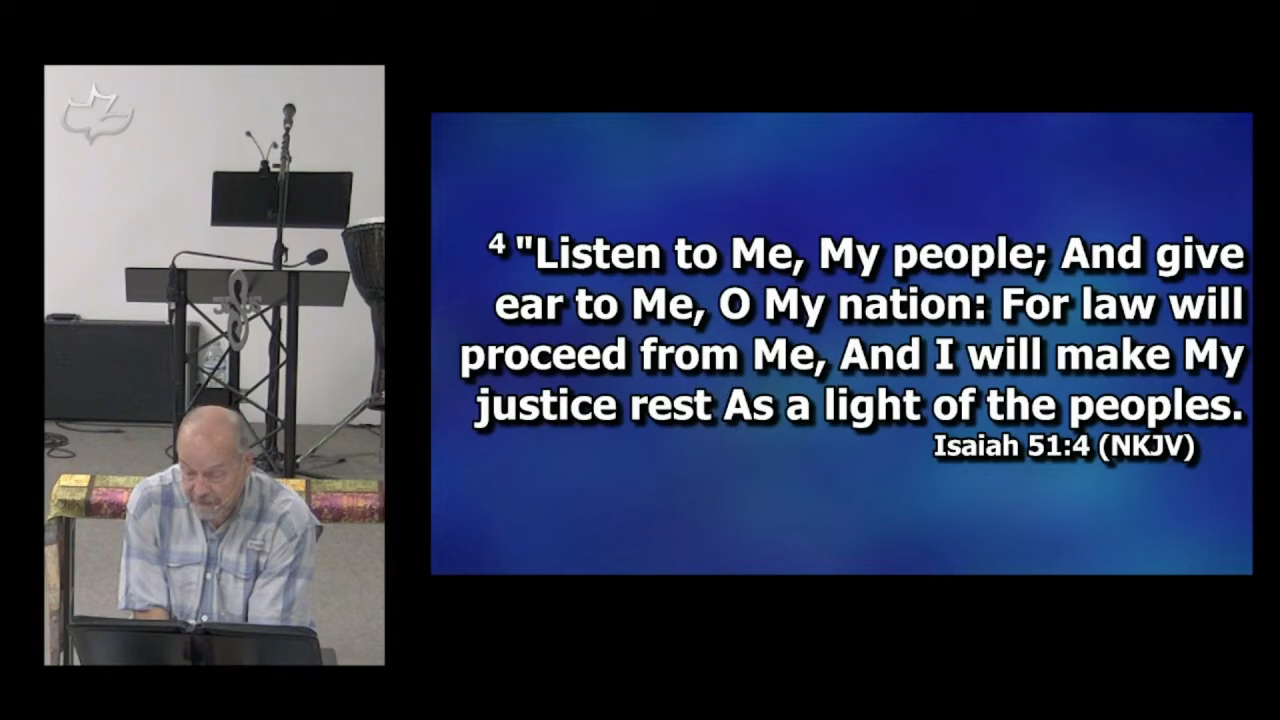 4 "Listen to Me, My people; And give
ear to Me, O My nation: For law will
proceed from Me, And I will make My
justice rest As a light of the peoples.
Isaiah 51:4 (NKJV)